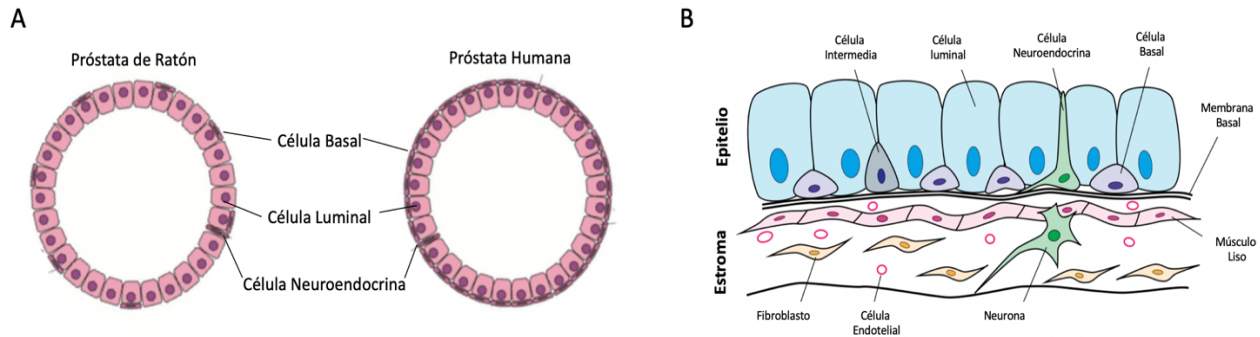 A
Próstata de Ratón
Próstata Humana
Célula Basal
Célula Luminal
Célula Neuroendocrina
B
Célula
Intermedia
Célula
luminal
Célula
Neuroendocrina
Célula
Basal
Membrana
Basal
Epitelio
Estroma
Músculo
Liso
Fibroblasto
Célula
Endotelial
Neurona